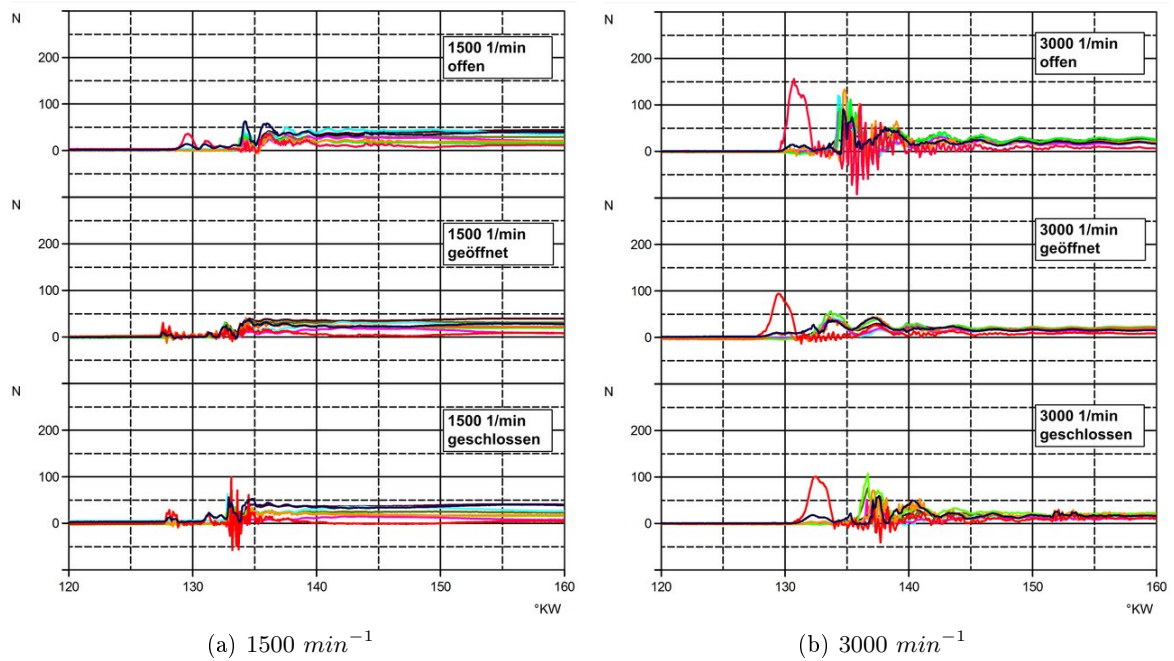 N
200
100
0
1500 1/min
offen
N
200
100
0
1500 1/min
geöffnet
N
200
100
0
1500 1/min
geschlossen
120 130 140 150 160
°KW
(a) 1500 min⁻¹
N
200
100
0
3000 1/min
offen
N
200
100
0
3000 1/min
geöffnet
N
200
100
0
3000 1/min
geschlossen
120 130 140 150 160
°KW
(b) 3000 min⁻¹